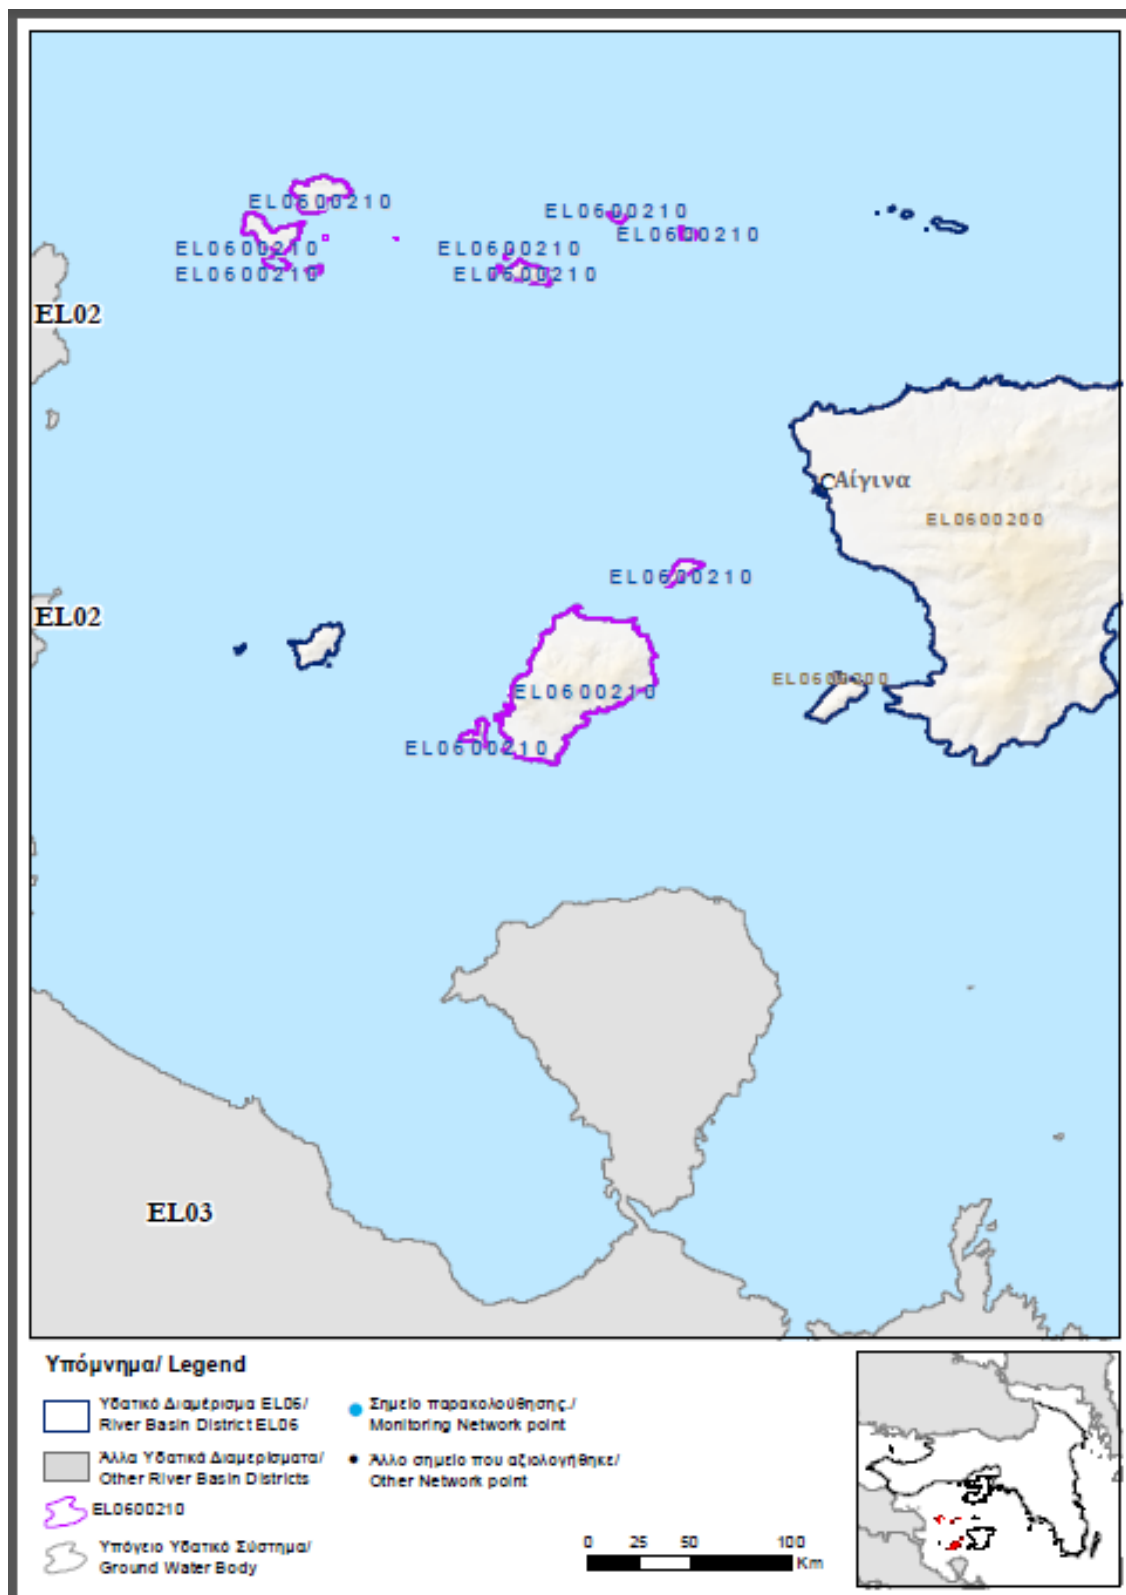 EL0600210
EL0600210
EL0600210
EL0600210
EL0600210
EL0600210
EL0600210
EL02
Αίγινα
EL0600200
EL0600210
EL02
EL0600200
EL0600210
EL0600210
EL03
Υπόμνημα/ Legend
Υδατικό Διαμέρισμα EL06/
River Basin District EL06
Άλλα Υδατικά Διαμερίσματα/
Other River Basin Districts
EL0600210
Υπόγειο Υδατικό Σύστημα/
Ground Water Body
Σημείο παρακολούθησης./
Monitoring Network point
Άλλο σημείο που αξιολογήθηκε/
Other Network point
0 25 50 100
Km